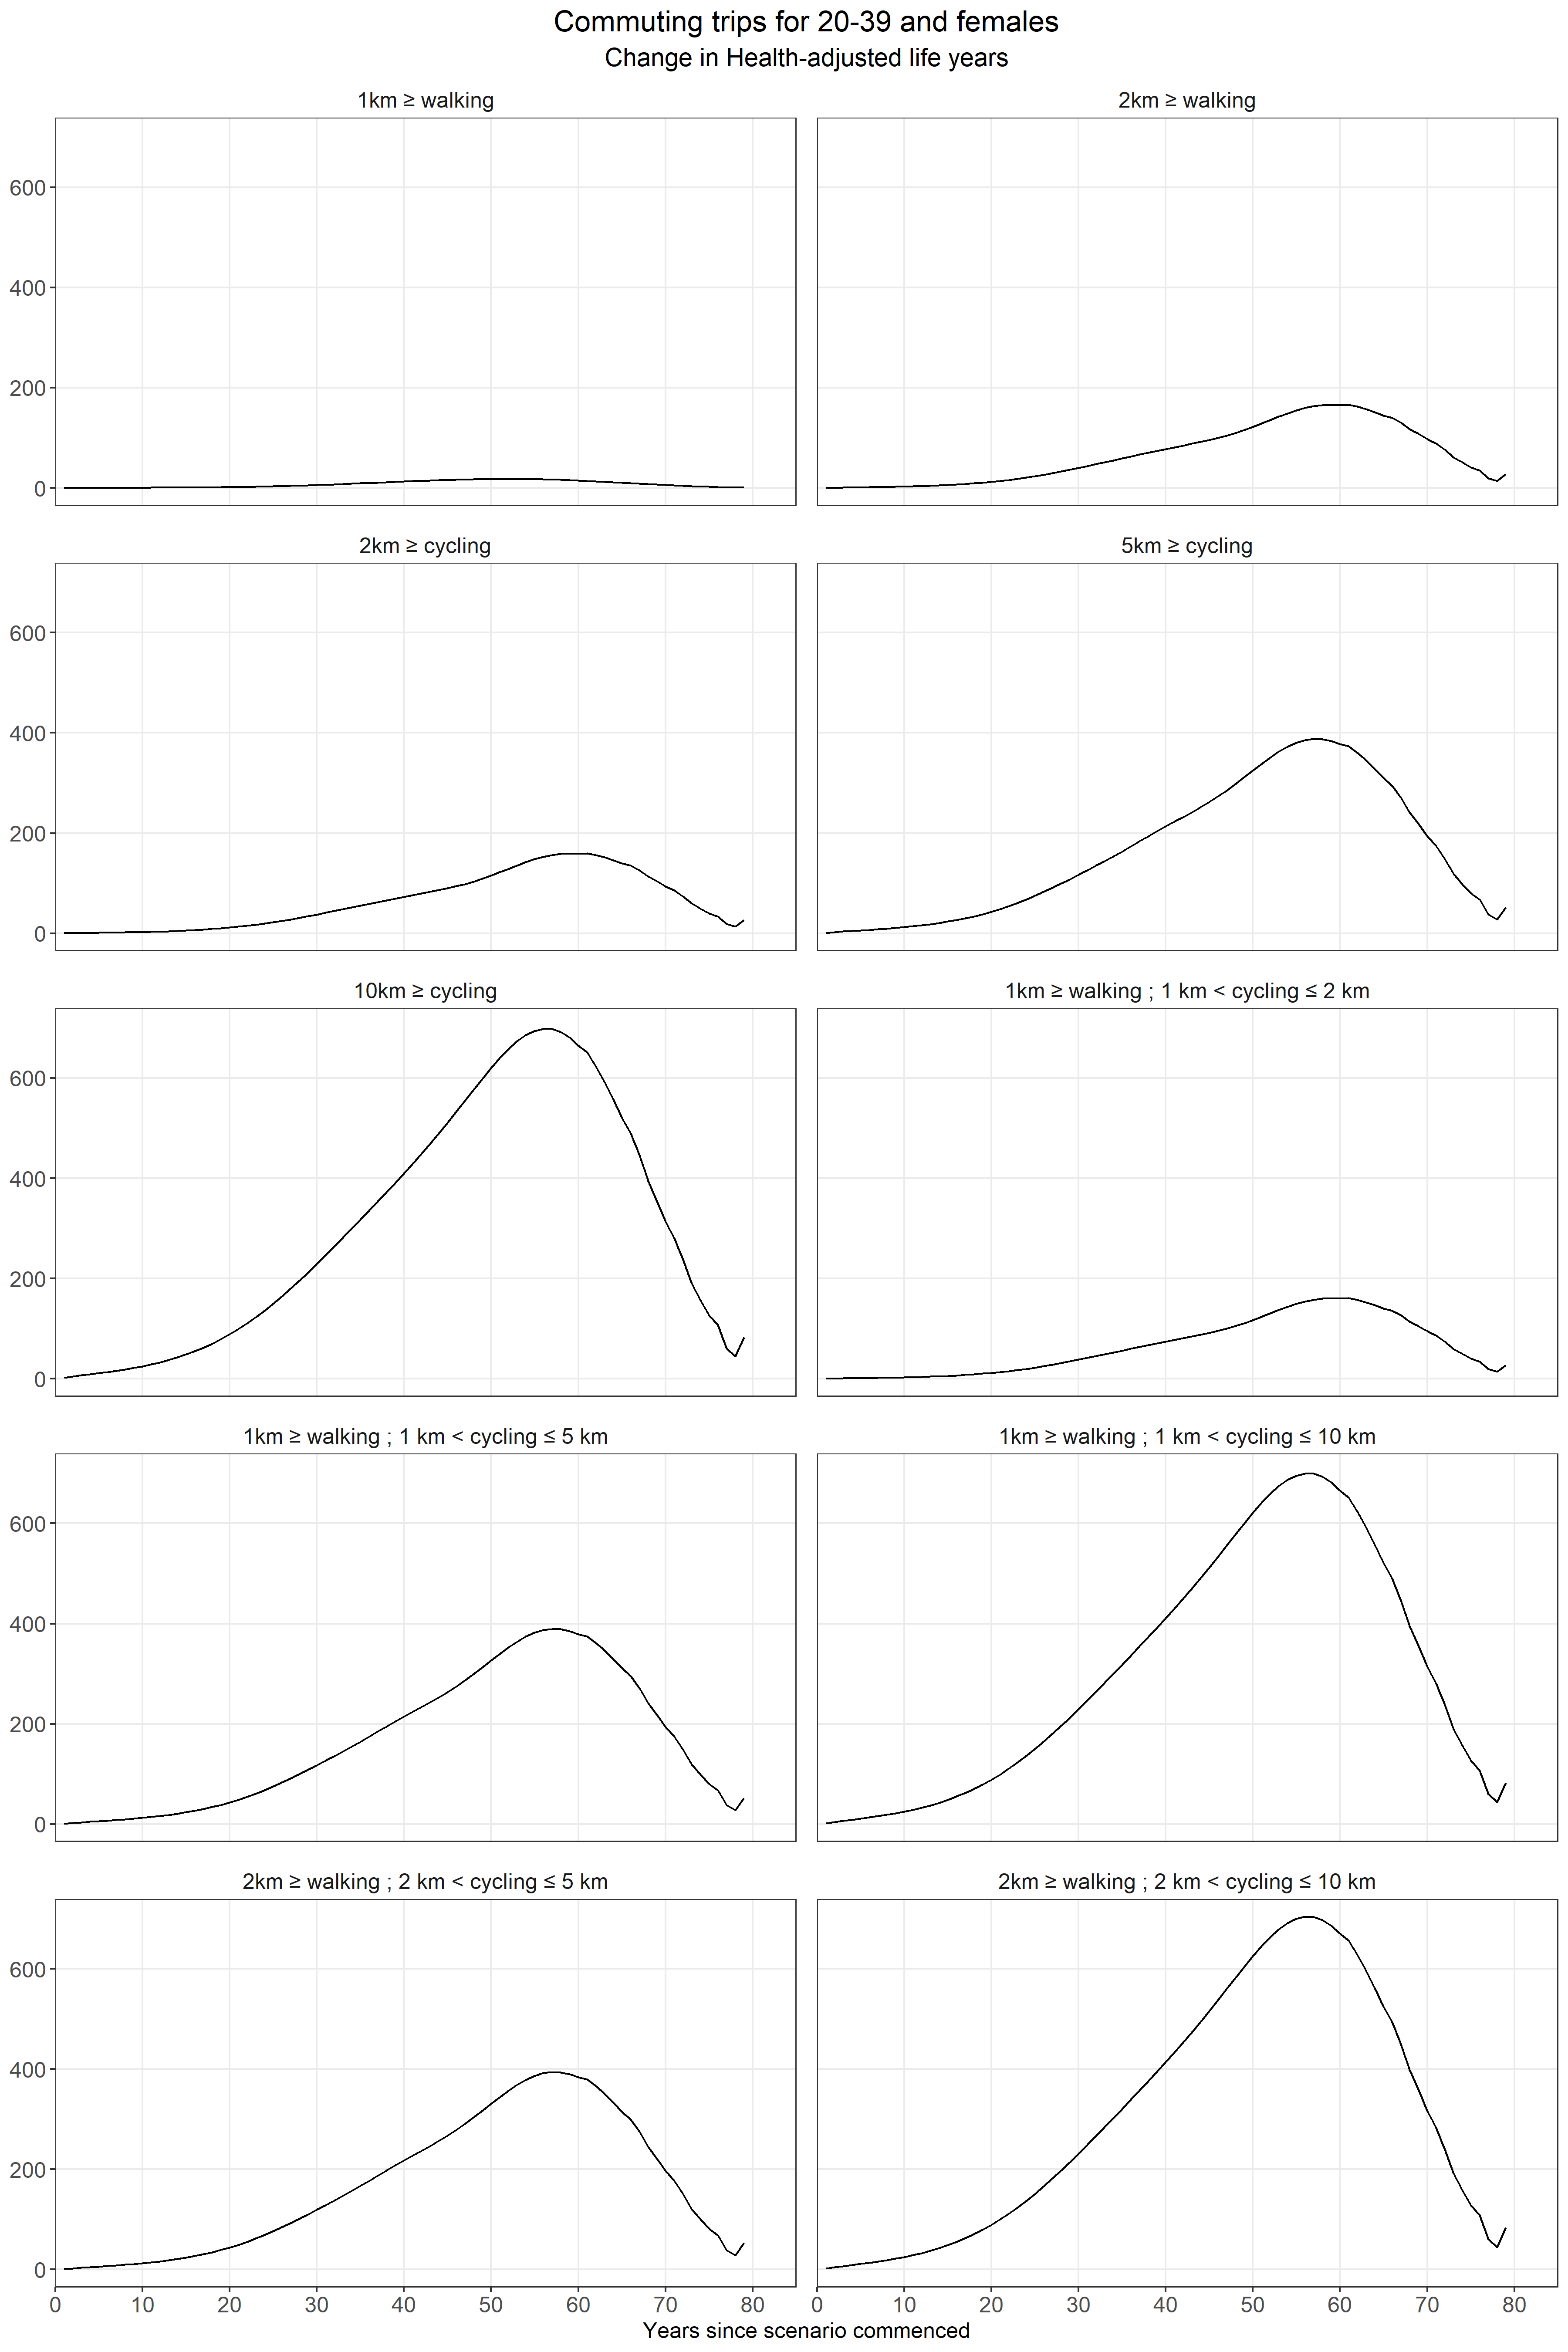 Commuting trips for 20-39 and females
Change in Health-adjusted life years
1km ≥ walking
2km ≥ walking
600
400
200
0
2km ≥ cycling
5km ≥ cycling
600
400
200
0
10km ≥ cycling
1km ≥ walking ; 1 km < cycling ≤ 2 km
600
400
200
0
1km ≥ walking ; 1 km < cycling ≤ 5 km
1km ≥ walking ; 1 km < cycling ≤ 10 km
600
400
200
0
2km ≥ walking ; 2 km < cycling ≤ 5 km
2km ≥ walking ; 2 km < cycling ≤ 10 km
600
400
200
0
0 10 20 30 40 50 60 70 80
0 10 20 30 40 50 60 70 80
Years since scenario commenced